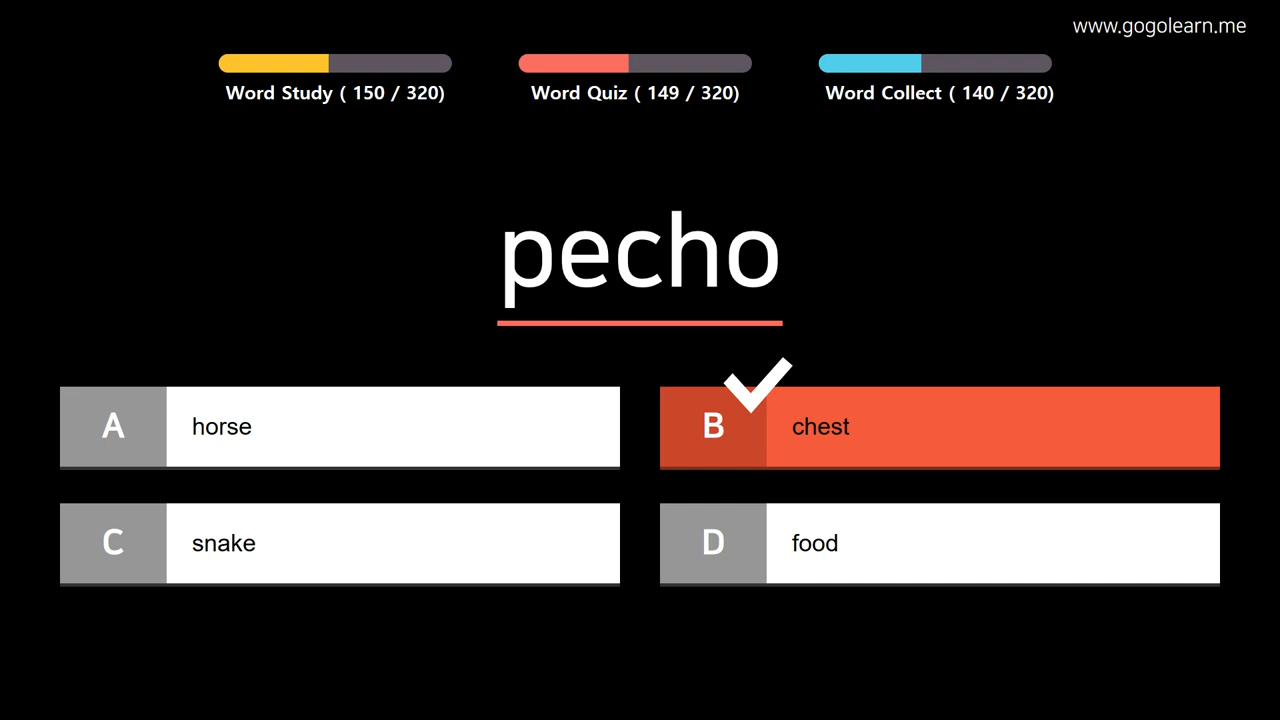 www.gogolearn.me
Word Study ( 150 / 320)
Word Quiz ( 149 / 320)
Word Collect ( 140 / 320)
pecho
A horse
B chest
C snake
D food